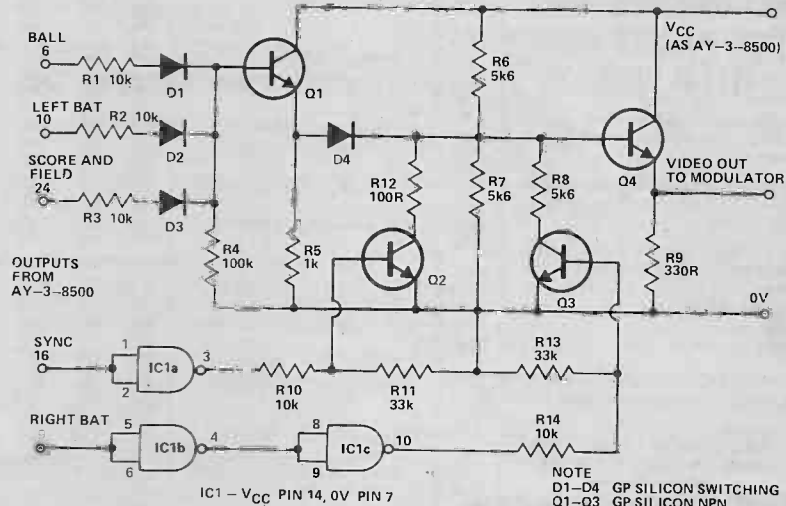 BALL
6
R1 10k
D1
Q1
R6
5k6
VCC
(AS AY-3-8500)
LEFT BAT
10
R2 10k
D2
D4
Q4
SCORE AND
FIELD
24
R3 10k
D3
R12
100R
R7
5k6
R8
5k6
VIDEO OUT
TO MODULATOR
OUTPUTS
FROM
AY-3-8500
R4
100k
R5
1k
Q2
Q3
R9
330R
0V
SYNC
16
1
2
IC1a
3
R10
10k
R11
33k
R13
33k
RIGHT BAT
5
6
IC1b
4
8
9
IC1c
10
R14
10k
IC1 – VCC PIN 14, 0V PIN 7
NOTE
D1–D4 GP SILICON SWITCHING
Q1–Q3 GP SILICON NPN